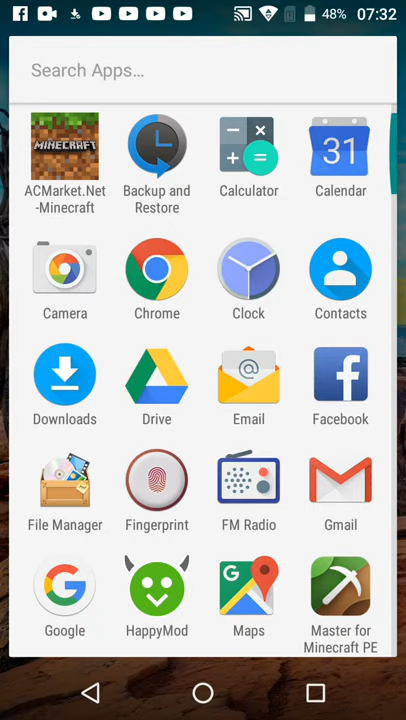 48% 07:32
Search Apps...
MINECRAFT
31
ACMarket.Net Backup and Calculator Calendar
-Minecraft Restore
Camera Chrome Clock Contacts
@
f
Downloads Drive Email Facebook
File Manager Fingerprint FM Radio Gmail
G G
Google HappyMod Maps Master for
Minecraft PE